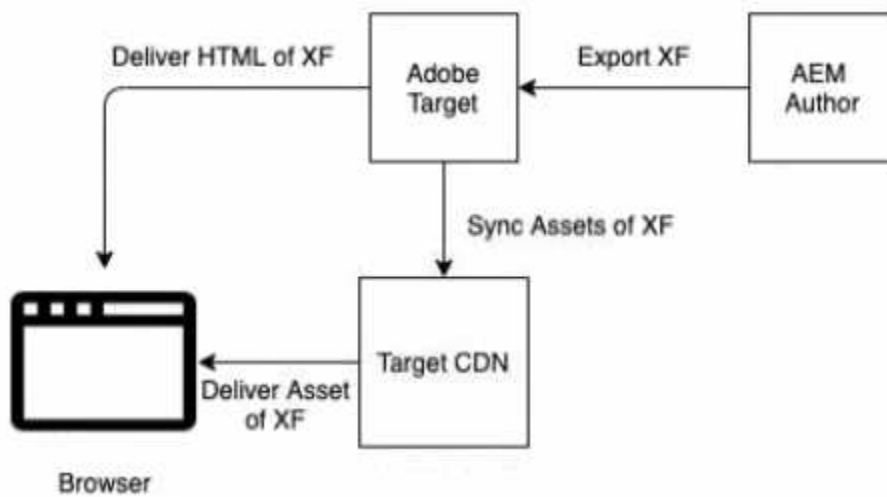 Deliver HTML of XF
Adobe
Target
Export XF
AEM
Author
Sync Assets of XF
Target CDN
Deliver Asset
of XF
Browser